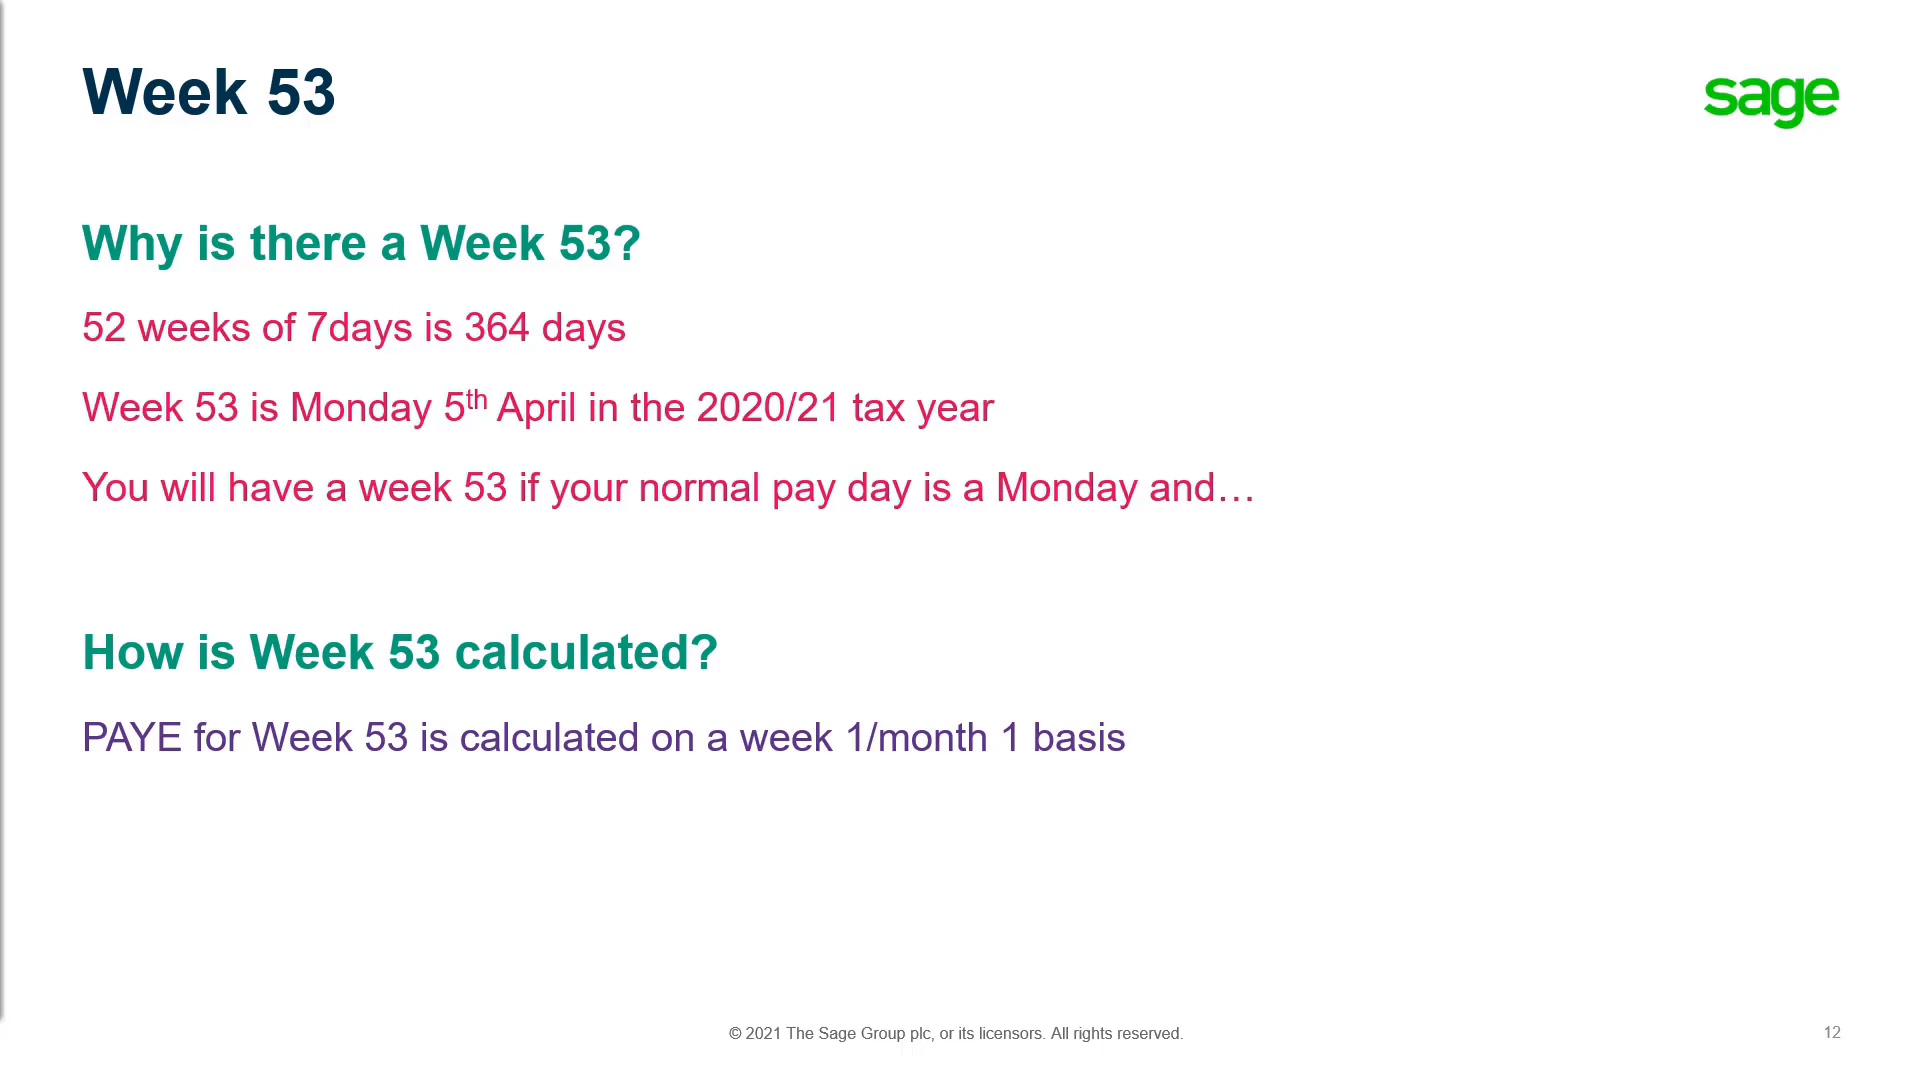 Week 53
sage
Why is there a Week 53?
52 weeks of 7days is 364 days
Week 53 is Monday 5th April in the 2020/21 tax year
You will have a week 53 if your normal pay day is a Monday and…
How is Week 53 calculated?
PAYE for Week 53 is calculated on a week 1/month 1 basis
© 2021 The Sage Group plc, or its licensors. All rights reserved.
12